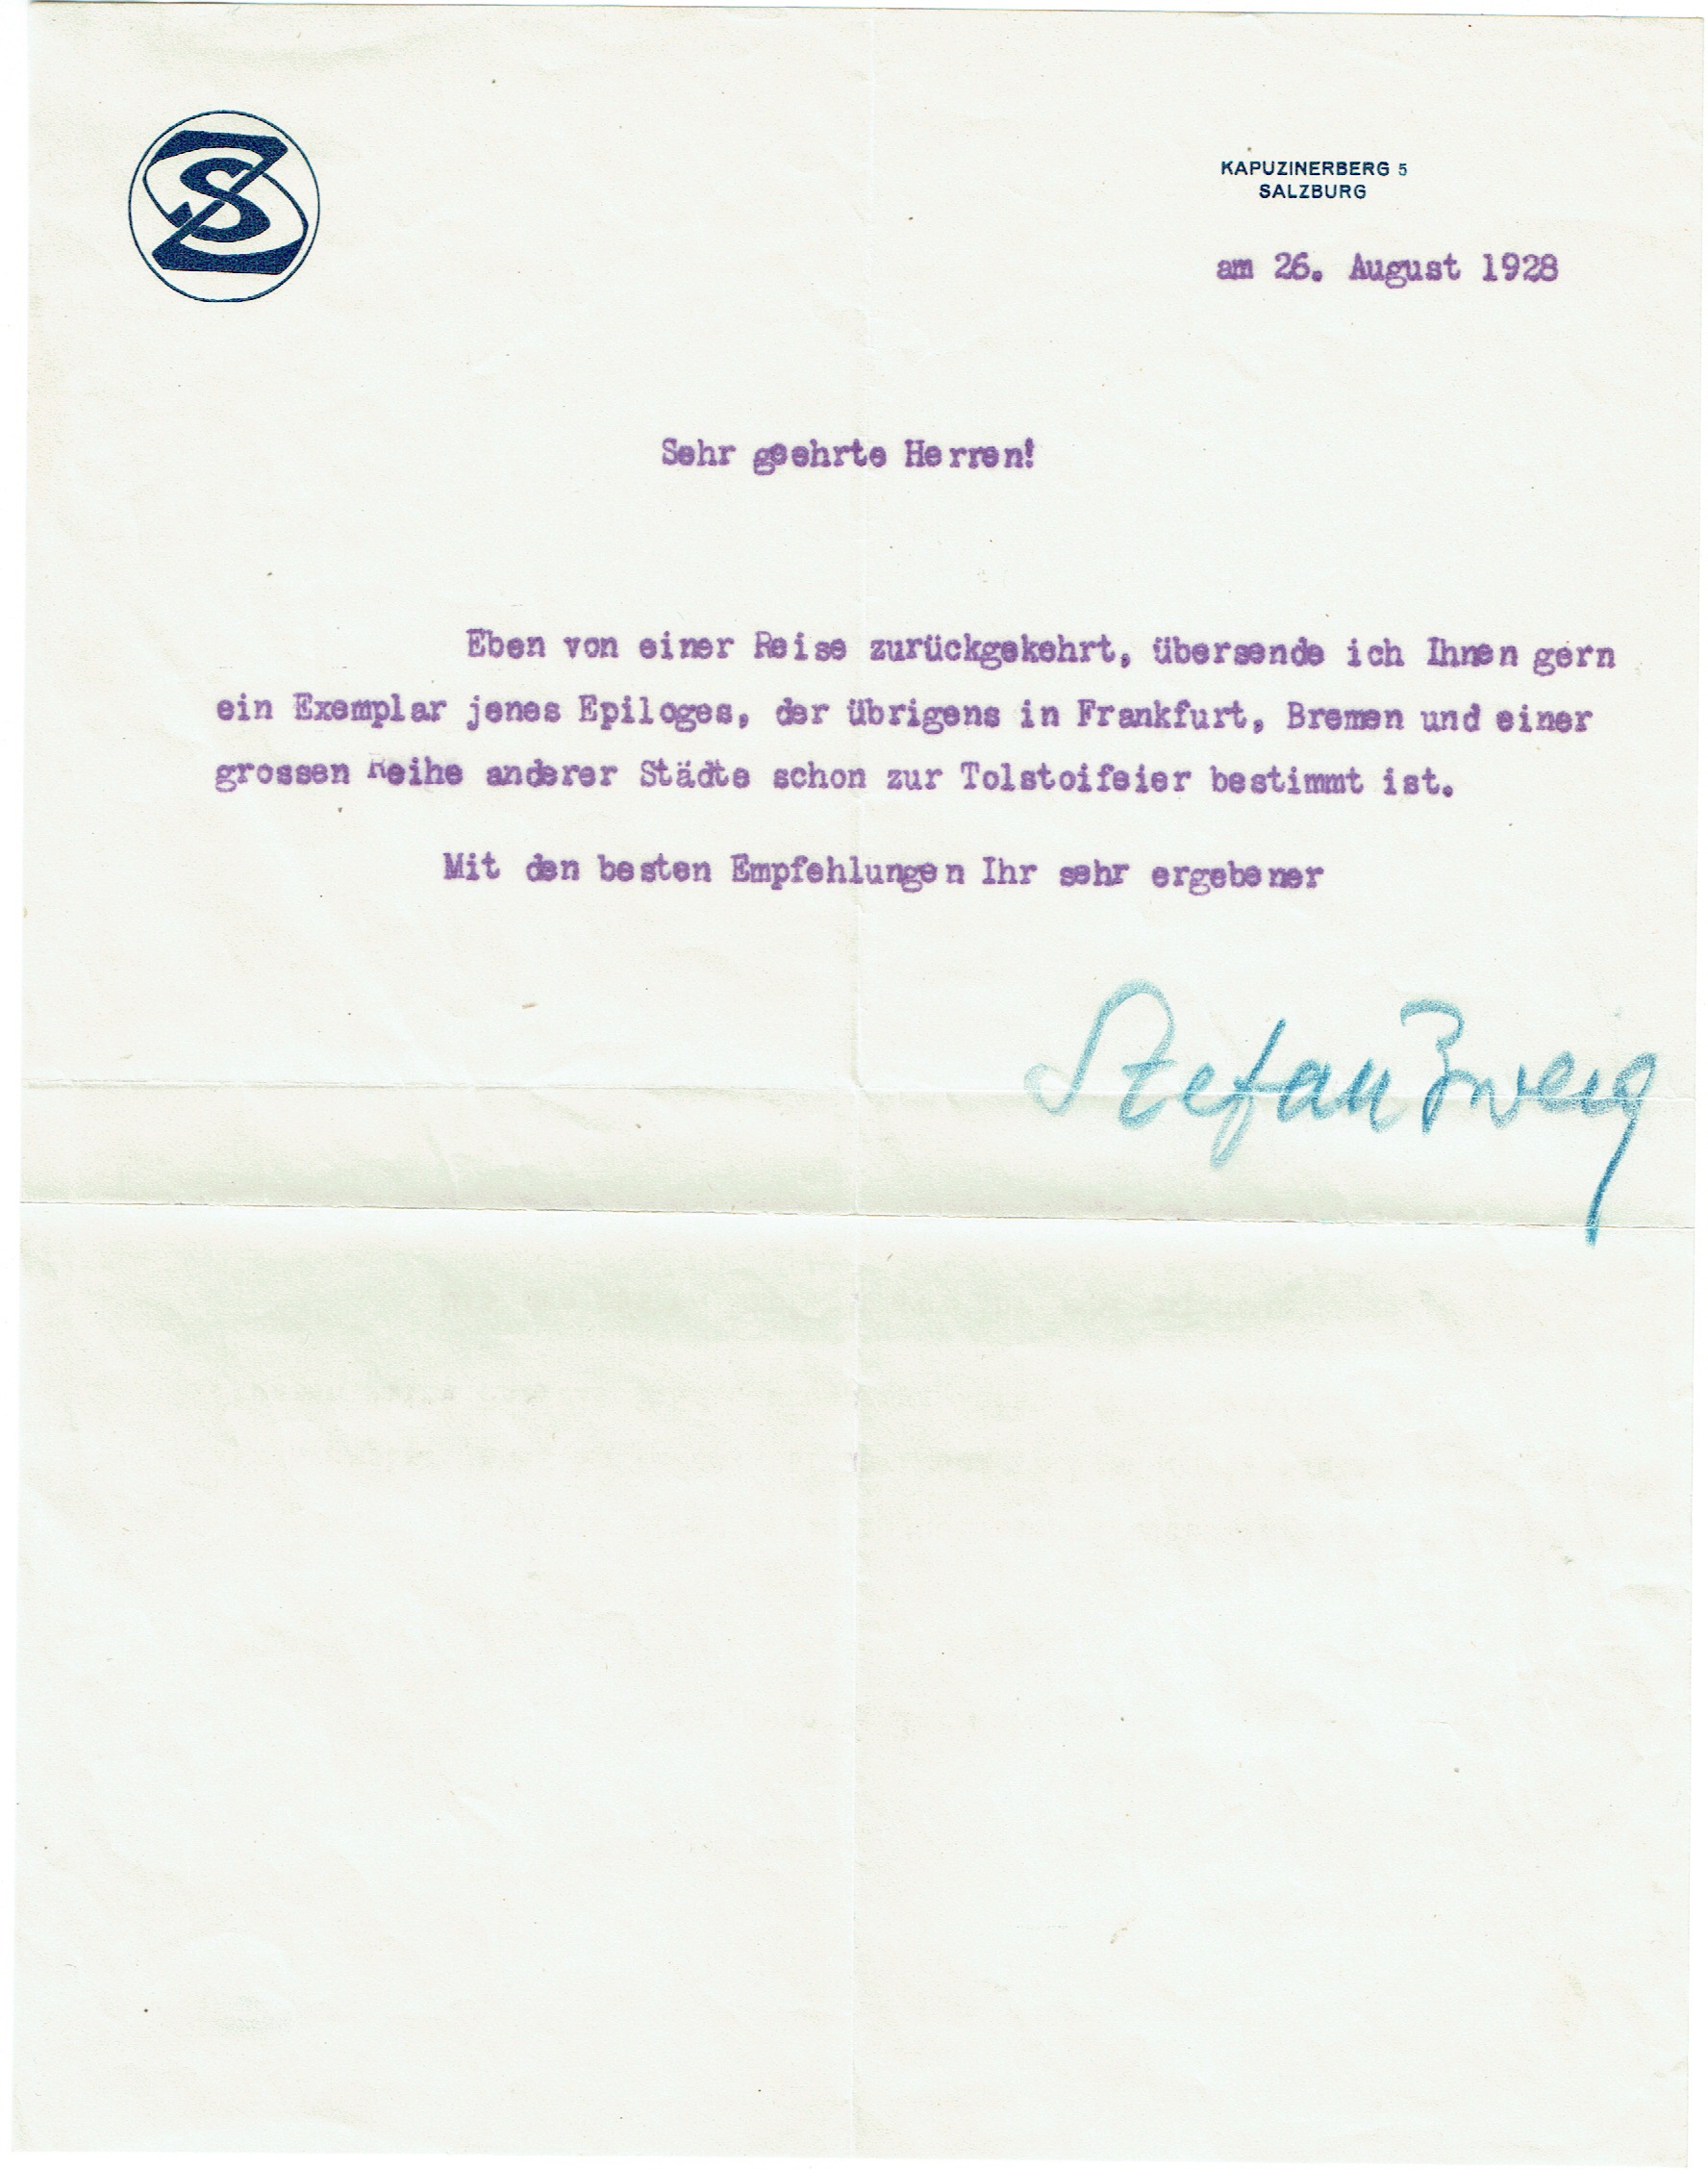 SZ
KAPUZINERBERG 5
SALZBURG
am 26. August 1928
Sehr geehrte Herren!
Eben von einer Reise zurückgekehrt, übersende ich Ihnen gern
ein Exemplar jenes Epiloges, der übrigens in Frankfurt, Bremen und einer
grossen Reihe anderer Städte schon zur Tolstoifeier bestimmt ist.
Mit den besten Empfehlungen Ihr sehr ergebener
Stefan Zweig